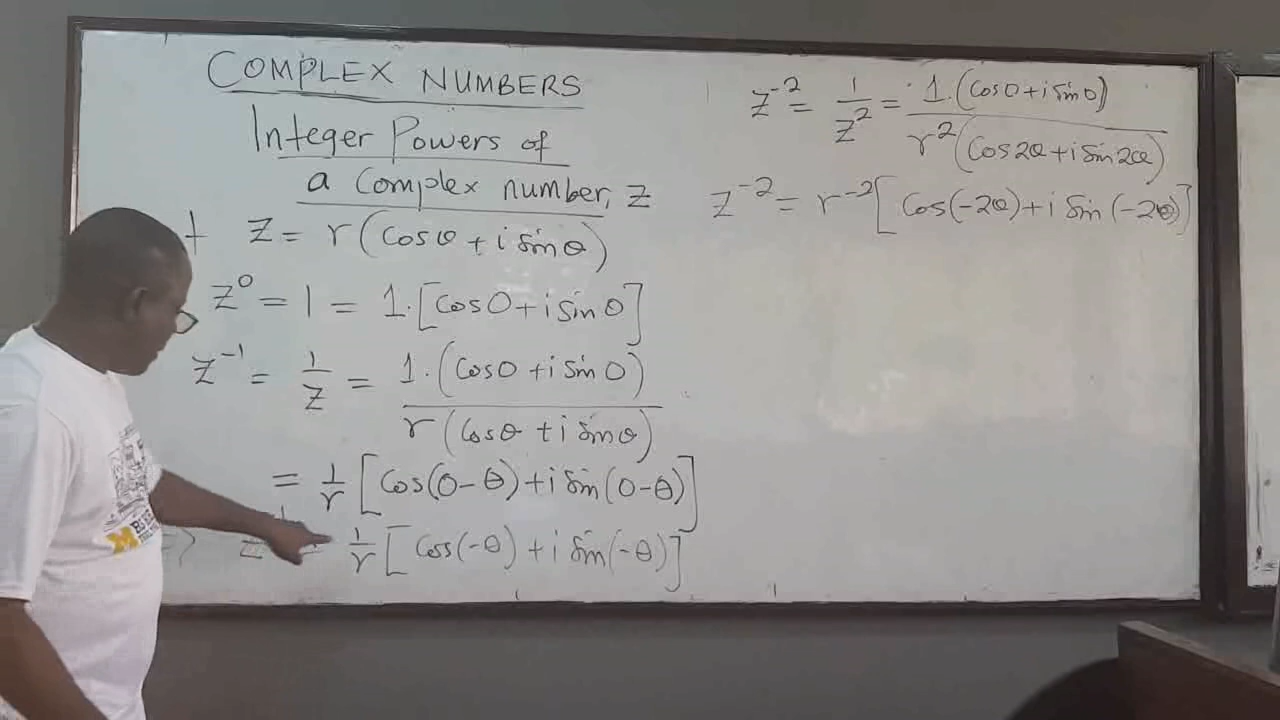 COMPLEX NUMBERS
Integer Powers of
a Complex number, z
z = r(cosθ + i sinθ)
z⁰ = 1 = 1.[cos0 + i sin0]
z⁻¹ = 1/z = 1.(cos0 + i sin0) / r(cosθ + i sinθ)
= 1/r [cos(0-θ) + i sin(0-θ)]
=> z⁻¹ = 1/r [cos(-θ) + i sin(-θ)]
z⁻² = 1/z² = 1.(cos0 + i sin0) / r²(cos2θ + i sin2θ)
z⁻² = r⁻²[cos(-2θ) + i sin(-2θ)]